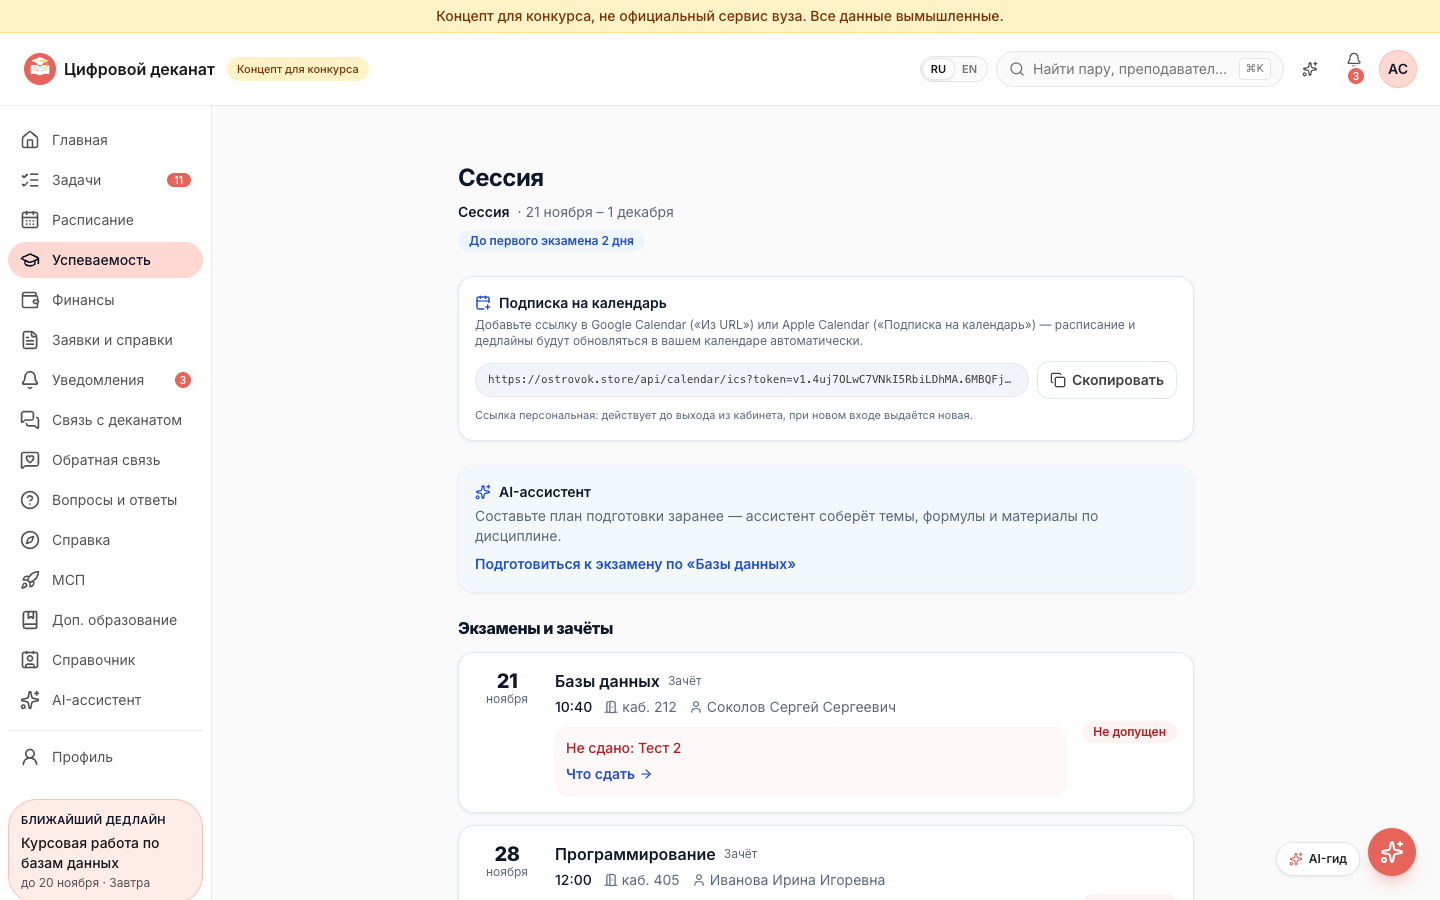 Концепт для конкурса, не официальный сервис вуза. Все данные вымышленные.
Цифровой деканат
Концепт для конкурса
RU EN
Найти пару, преподавател... ⌘K
3
АС
Главная
Задачи 11
Расписание
Успеваемость
Финансы
Заявки и справки
Уведомления 3
Связь с деканатом
Обратная связь
Вопросы и ответы
Справка
МСП
Доп. образование
Справочник
AI-ассистент
Профиль
БЛИЖАЙШИЙ ДЕДЛАЙН
Курсовая работа по
базам данных
до 20 ноября · Завтра
Сессия
Сессия · 21 ноября – 1 декабря
До первого экзамена 2 дня
Подписка на календарь
Добавьте ссылку в Google Calendar («Из URL») или Apple Calendar («Подписка на календарь») — расписание и
дедлайны будут обновляться в вашем календаре автоматически.
https://ostrovok.store/api/calendar/ics?token=v1.4uj7OLwC7VNkI5RbiLDhMA.6MBQFj…
Скопировать
Ссылка персональная: действует до выхода из кабинета, при новом входе выдаётся новая.
AI-ассистент
Составьте план подготовки заранее — ассистент соберёт темы, формулы и материалы по
дисциплине.
Подготовиться к экзамену по «Базы данных»
Экзамены и зачёты
21
ноября
Базы данных Зачёт
10:40 каб. 212 Соколов Сергей Сергеевич
Не сдано: Тест 2
Что сдать →
Не допущен
28
ноября
Программирование Зачёт
12:00 каб. 405 Иванова Ирина Игоревна
AI-гид